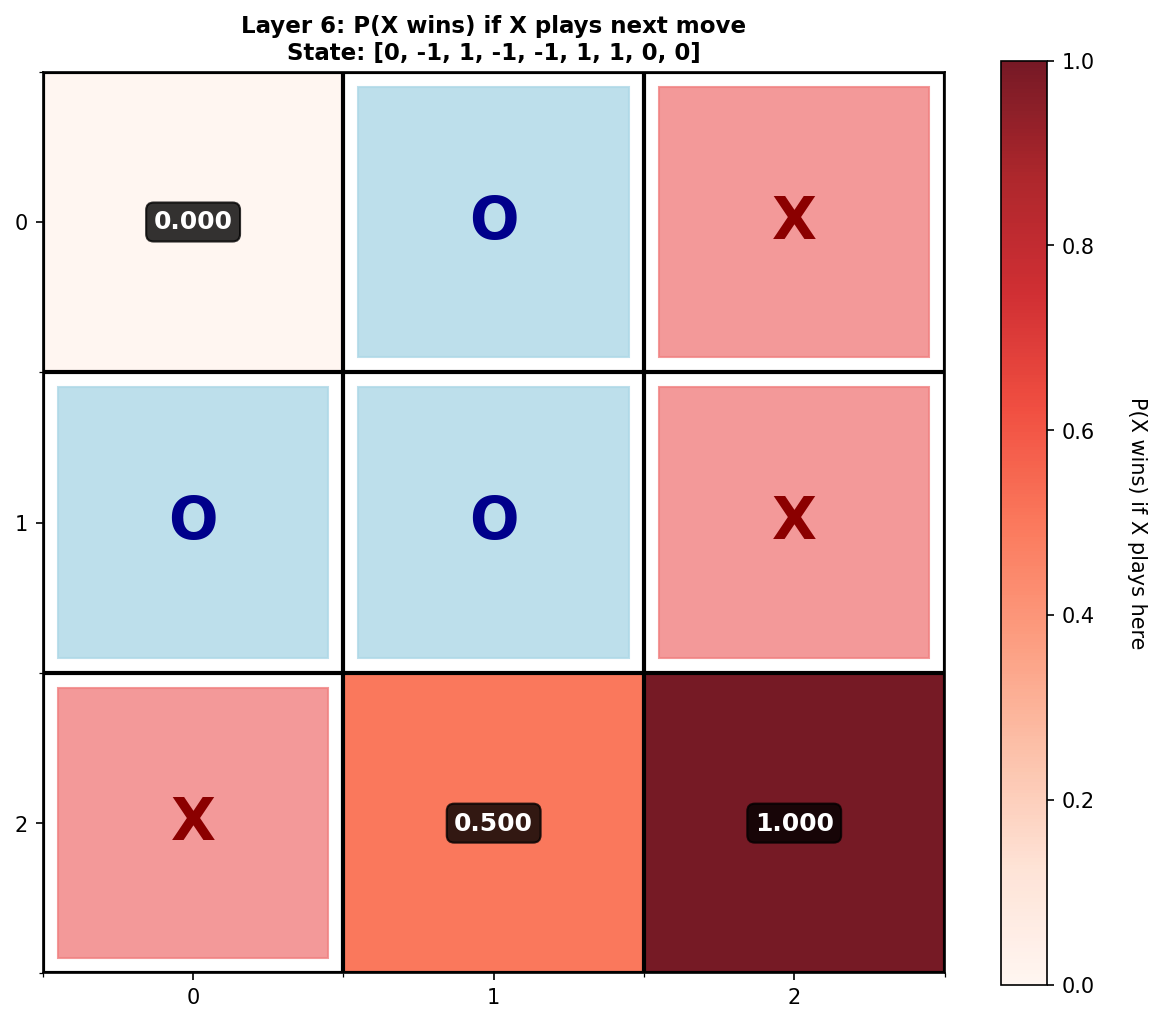 Layer 6: P(X wins) if X plays next move
State: [0, -1, 1, -1, -1, 1, 1, 0, 0]
0
0.000
O
X
1
O
O
X
2
X
0.500
1.000
0
1
2
1.0
0.8
0.6
0.4
0.2
0.0
P(X wins) if X plays here